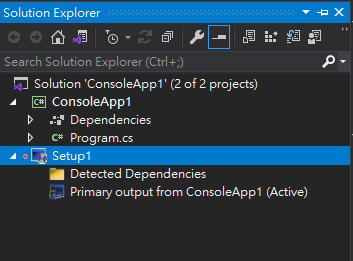 Solution Explorer
Search Solution Explorer (Ctrl+;)
Solution 'ConsoleApp1' (2 of 2 projects)
C# ConsoleApp1
Dependencies
C# Program.cs
Setup1
Detected Dependencies
Primary output from ConsoleApp1 (Active)